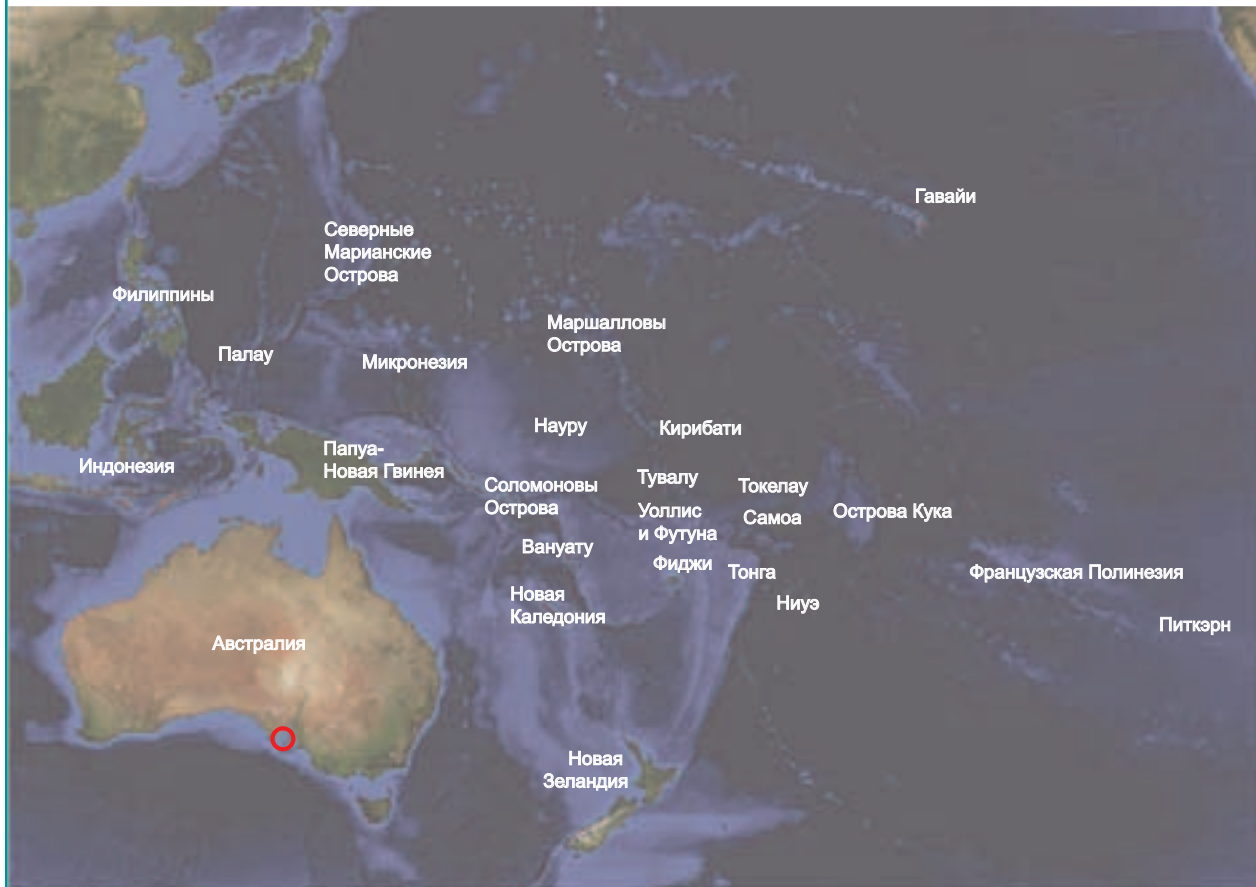 Гавайи
Северные
Марианские
Острова
Филиппины
Маршалловы
Острова
Палау
Микронезия
Науру
Кирибати
Папуа-
Новая Гвинея
Индонезия
Соломоновы
Острова
Тувалу
Токелау
Уоллис
и Футуна
Самоа
Острова Кука
Вануату
Фиджи
Тонга
Французская Полинезия
Новая
Каледония
Ниуэ
Питкэрн
Австралия
Новая
Зеландия